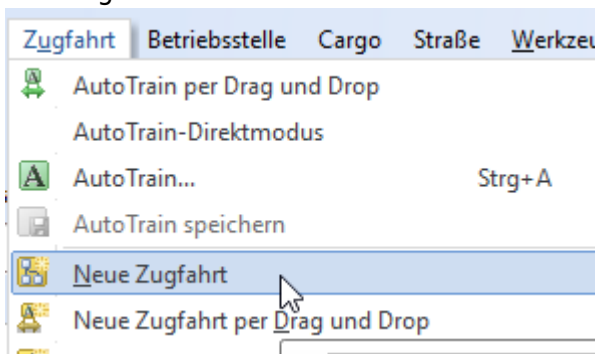 Zugfahrt Betriebsstelle Cargo Straße Werkzeu
AutoTrain per Drag und Drop
AutoTrain-Direktmodus
AutoTrain... Strg+A
AutoTrain speichern
Neue Zugfahrt
Neue Zugfahrt per Drag und Drop